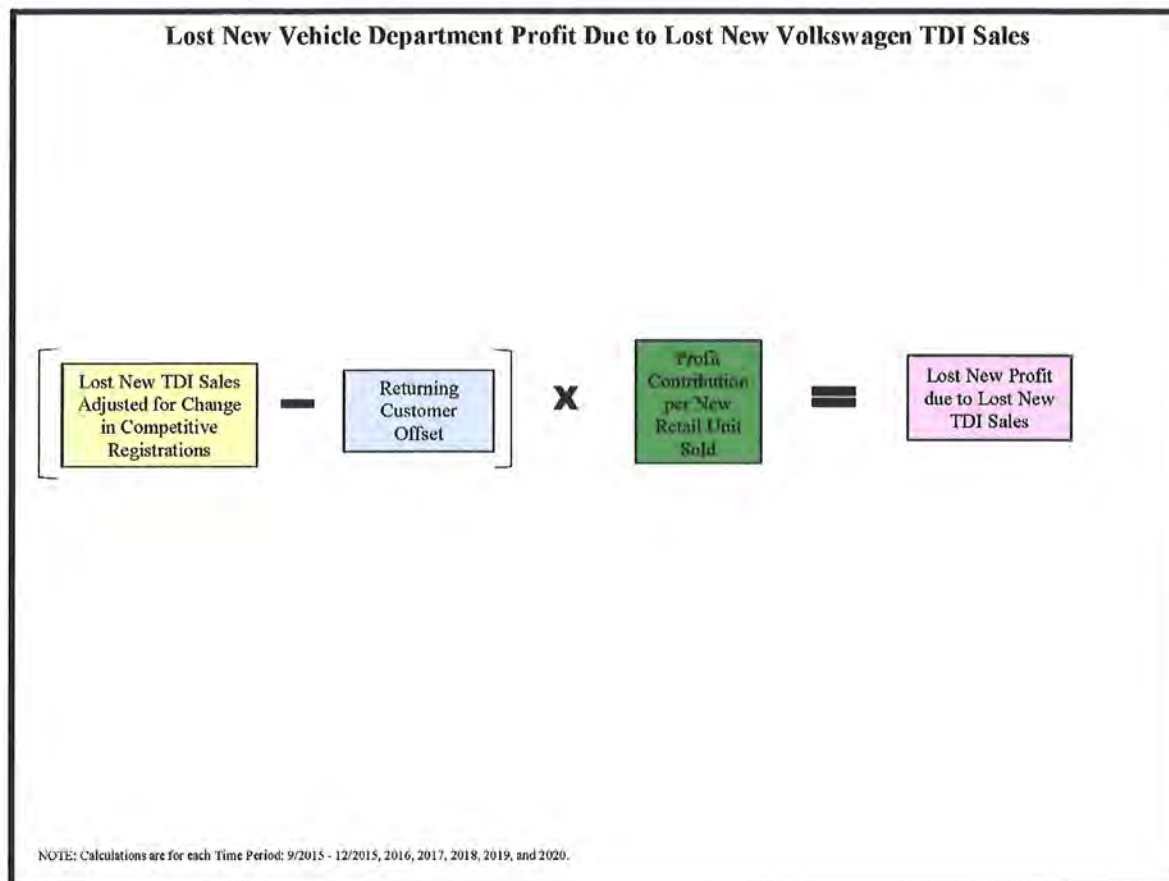 Lost New Vehicle Department Profit Due to Lost New Volkswagen TDI Sales
Lost New TDI Sales
Adjusted for Change
in Competitive
Registrations
–
Returning
Customer
Offset
x
Profit
Contribution
per New
Retail Unit
Sold
=
Lost New Profit
due to Lost New
TDI Sales
NOTE: Calculations are for each Time Period: 9/2015 - 12/2015, 2016, 2017, 2018, 2019, and 2020.